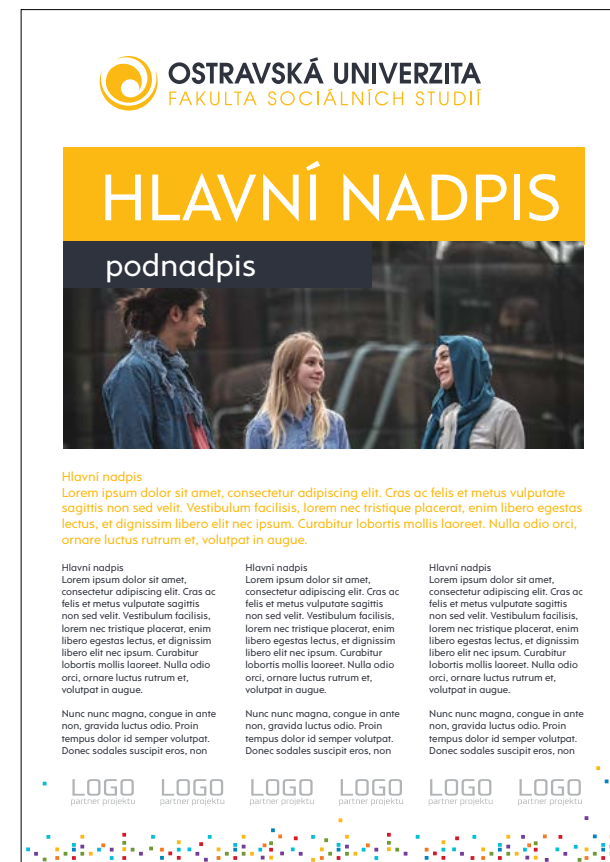 OSTRAVSKÁ UNIVERZITA
FAKULTA SOCIÁLNÍCH STUDIÍ
HLAVNÍ NADPIS
podnadpis
Hlavní nadpis
Lorem ipsum dolor sit amet, consectetur adipiscing elit. Cras ac felis et metus vulputate
sagittis non sed velit. Vestibulum facilisis, lorem nec tristique placerat, enim libero egestas
lectus, et dignissim libero elit nec ipsum. Curabitur lobortis mollis laoreet. Nulla odio orci,
ornare luctus rutrum et, volutpat in augue.
Hlavní nadpis
Lorem ipsum dolor sit amet,
consectetur adipiscing elit. Cras ac
felis et metus vulputate sagittis
non sed velit. Vestibulum facilisis,
lorem nec tristique placerat, enim
libero egestas lectus, et dignissim
libero elit nec ipsum. Curabitur
lobortis mollis laoreet. Nulla odio
orci, ornare luctus rutrum et,
volutpat in augue.
Nunc nunc magna, congue in ante
non, gravida luctus odio. Proin
tempus dolor id semper volutpat.
Donec sodales suscipit eros, non
Hlavní nadpis
Lorem ipsum dolor sit amet,
consectetur adipiscing elit. Cras ac
felis et metus vulputate sagittis
non sed velit. Vestibulum facilisis,
lorem nec tristique placerat, enim
libero egestas lectus, et dignissim
libero elit nec ipsum. Curabitur
lobortis mollis laoreet. Nulla odio
orci, ornare luctus rutrum et,
volutpat in augue.
Nunc nunc magna, congue in ante
non, gravida luctus odio. Proin
tempus dolor id semper volutpat.
Donec sodales suscipit eros, non
Hlavní nadpis
Lorem ipsum dolor sit amet,
consectetur adipiscing elit. Cras ac
felis et metus vulputate sagittis
non sed velit. Vestibulum facilisis,
lorem nec tristique placerat, enim
libero egestas lectus, et dignissim
libero elit nec ipsum. Curabitur
lobortis mollis laoreet. Nulla odio
orci, ornare luctus rutrum et,
volutpat in augue.
Nunc nunc magna, congue in ante
non, gravida luctus odio. Proin
tempus dolor id semper volutpat.
Donec sodales suscipit eros, non
LOGO LOGO LOGO LOGO LOGO LOGO
partner projektu partner projektu partner projektu partner projektu partner projektu partner projektu